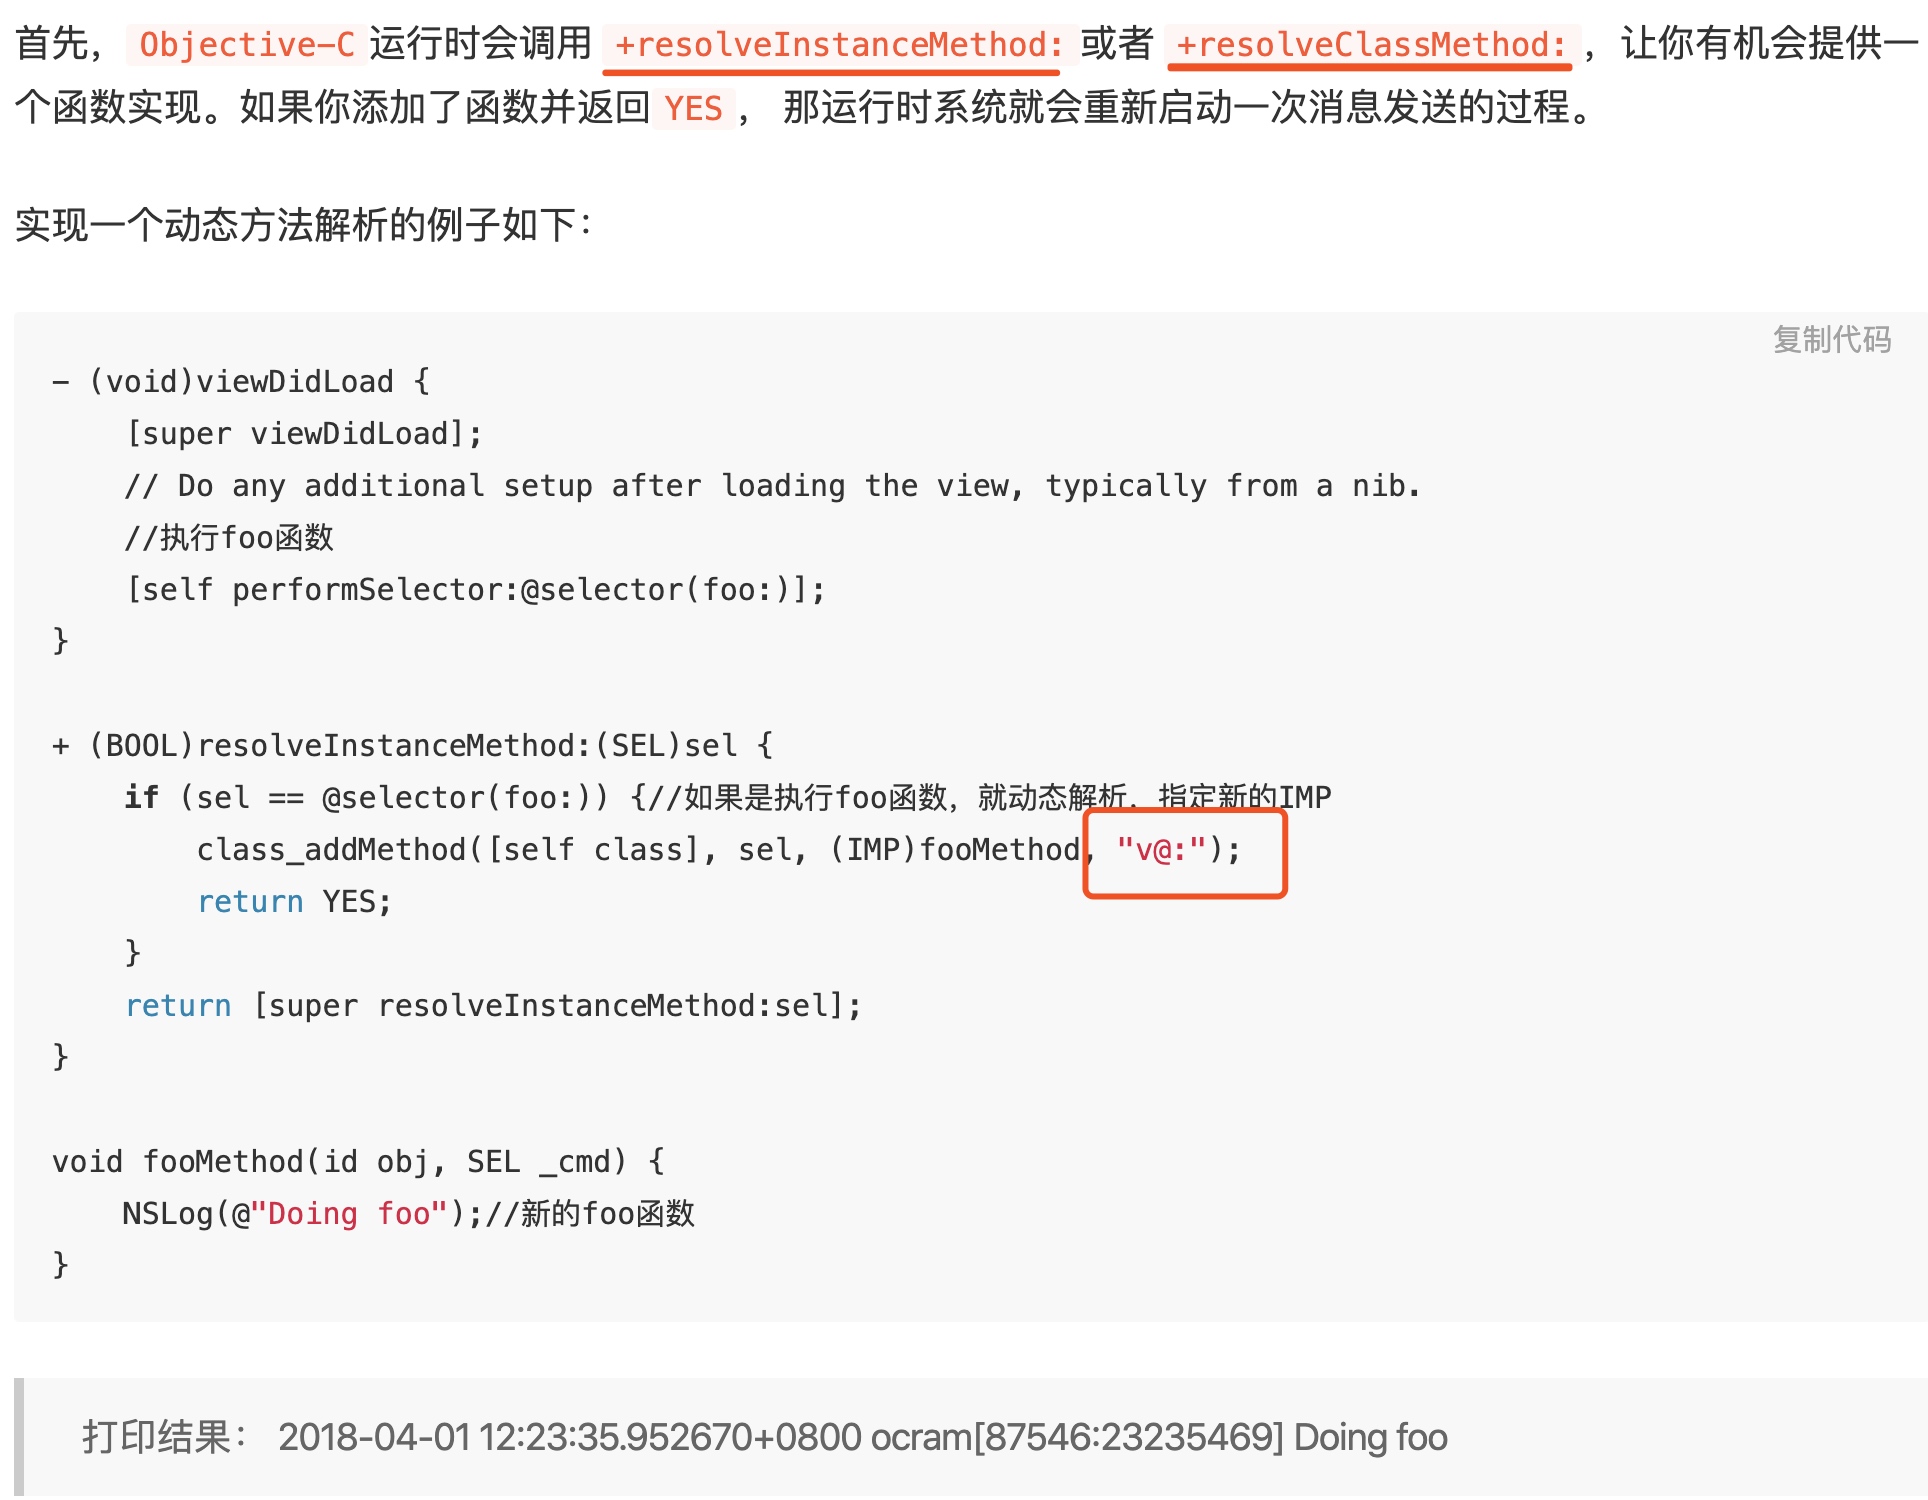 首先， Objective-C 运行时会调用 +resolveInstanceMethod: 或者 +resolveClassMethod: ，让你有机会提供一
个函数实现。如果你添加了函数并返回 YES ， 那运行时系统就会重新启动一次消息发送的过程。
实现一个动态方法解析的例子如下：
复制代码
- (void)viewDidLoad {
    [super viewDidLoad];
    // Do any additional setup after loading the view, typically from a nib.
    //执行foo函数
    [self performSelector:@selector(foo:)];
}
+ (BOOL)resolveInstanceMethod:(SEL)sel {
    if (sel == @selector(foo:)) {//如果是执行foo函数，就动态解析，指定新的IMP
        class_addMethod([self class], sel, (IMP)fooMethod, "v@:");
        return YES;
    }
    return [super resolveInstanceMethod:sel];
}
void fooMethod(id obj, SEL _cmd) {
    NSLog(@"Doing foo");//新的foo函数
}
打印结果： 2018-04-01 12:23:35.952670+0800 ocram[87546:23235469] Doing foo